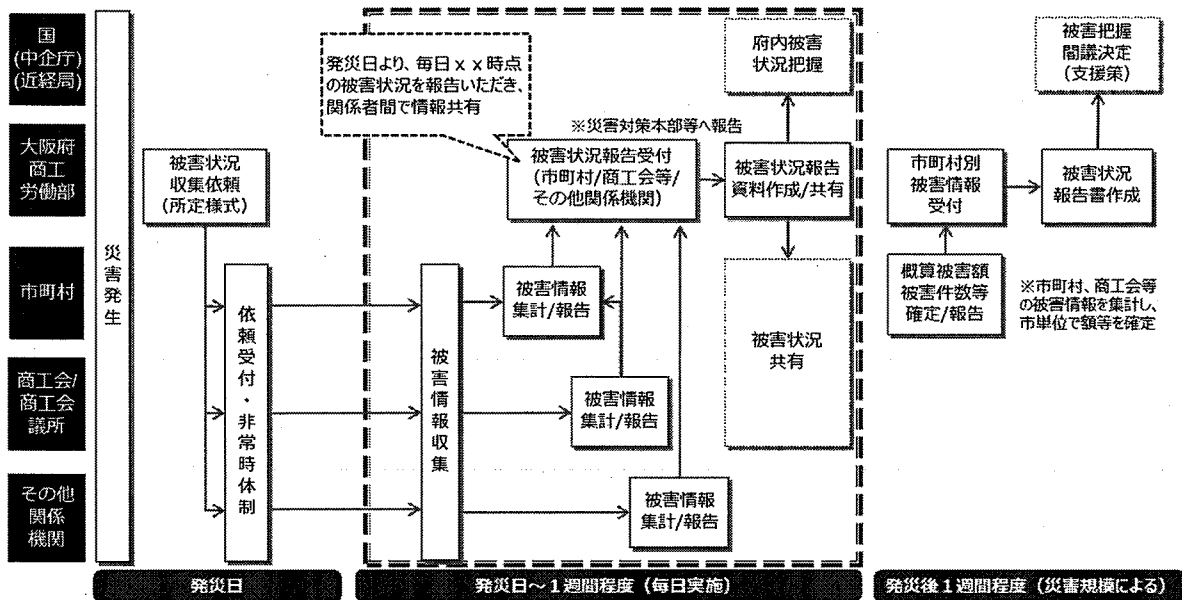 国
(中企庁)
(近経局)
大阪府
商工
労働部
市町村
商工会/
商工会
議所
その他
関係
機関
災害発生
被害状況
収集依頼
(所定様式)
依頼受付・非常時体制
発災日より、毎日xx時点
の被害状況を報告いただき、
関係者間で情報共有
※災害対策本部等へ報告
被害状況報告受付
(市町村/商工会等/
その他関係機関)
府内被害
状況把握
被害状況報告
資料作成/共有
被害情報収集
被害情報
集計/報告
被害情報
集計/報告
被害情報
集計/報告
被害状況
共有
被害把握
閣議決定
(支援策)
市町村別
被害情報
受付
被害状況
報告書作成
概算被害額
被害件数等
確定/報告
※市町村、商工会等
の被害情報を集計し、
市単位で額等を確定
発災日
発災日~1週間程度(毎日実施)
発災後1週間程度(災害規模による)